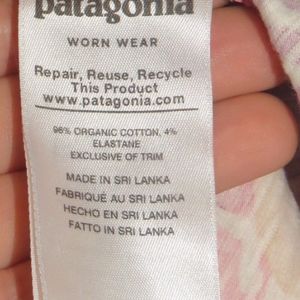 patagonia
WORN WEAR
Repair, Reuse, Recycle
This Product
www.patagonia.com
96% ORGANIC COTTON, 4%
ELASTANE
EXCLUSIVE OF TRIM
MADE IN SRI LANKA
FABRIQUÉ AU SRI LANKA
HECHO EN SRI LANKA
FATTO IN SRI LANKA